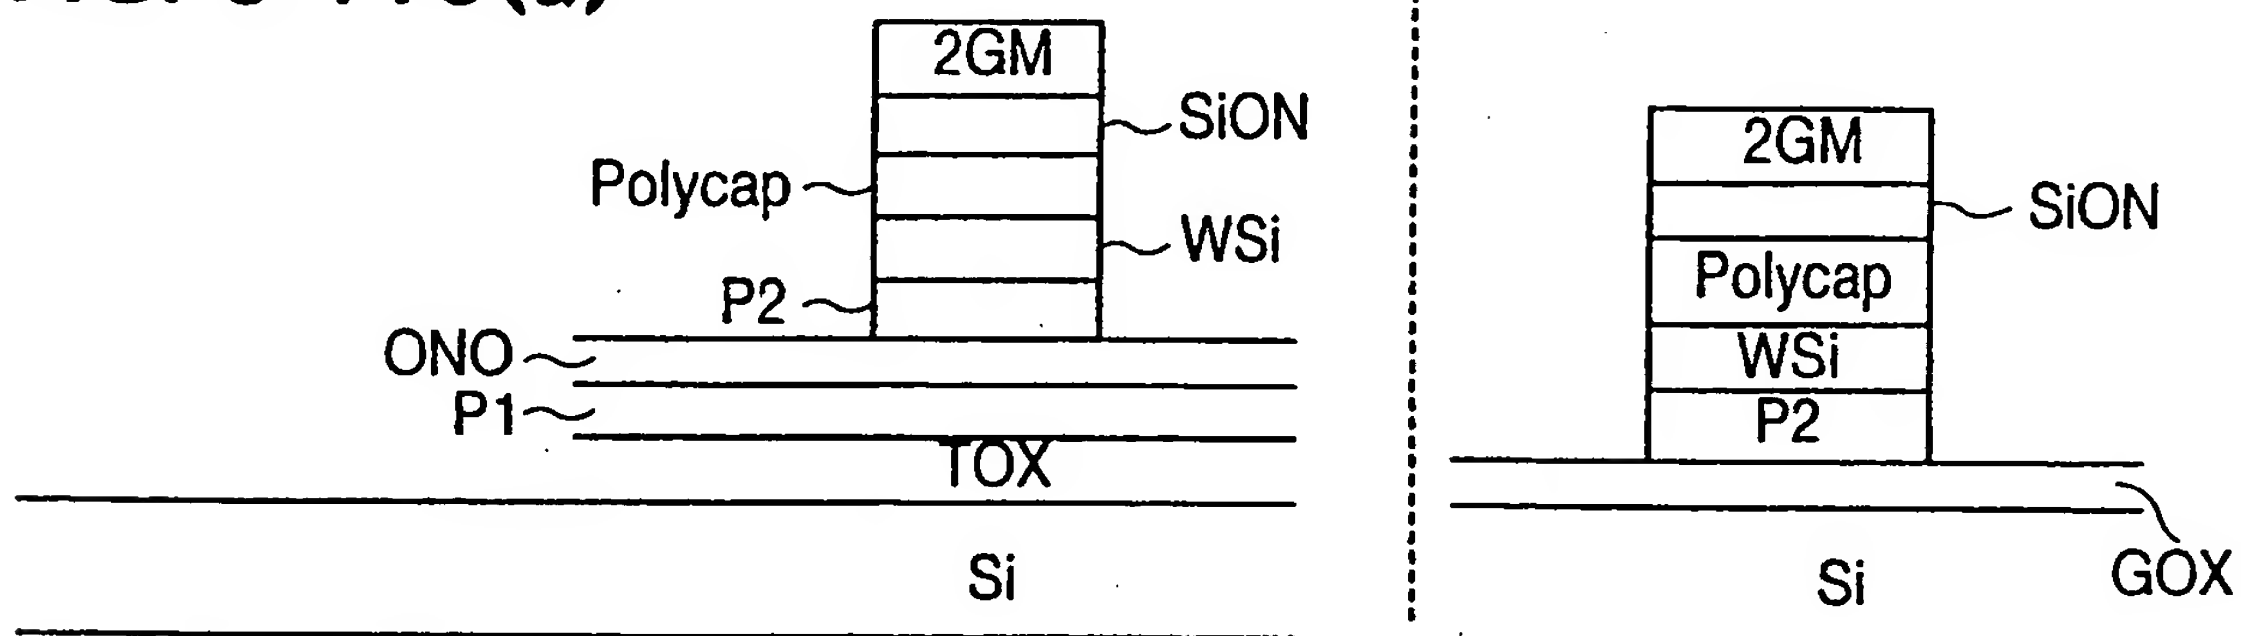 2GM
SiON
Polycap
WSi
P2
ONO
P1
TOX
Si
2GM
SiON
Polycap
WSi
P2
GOX
Si